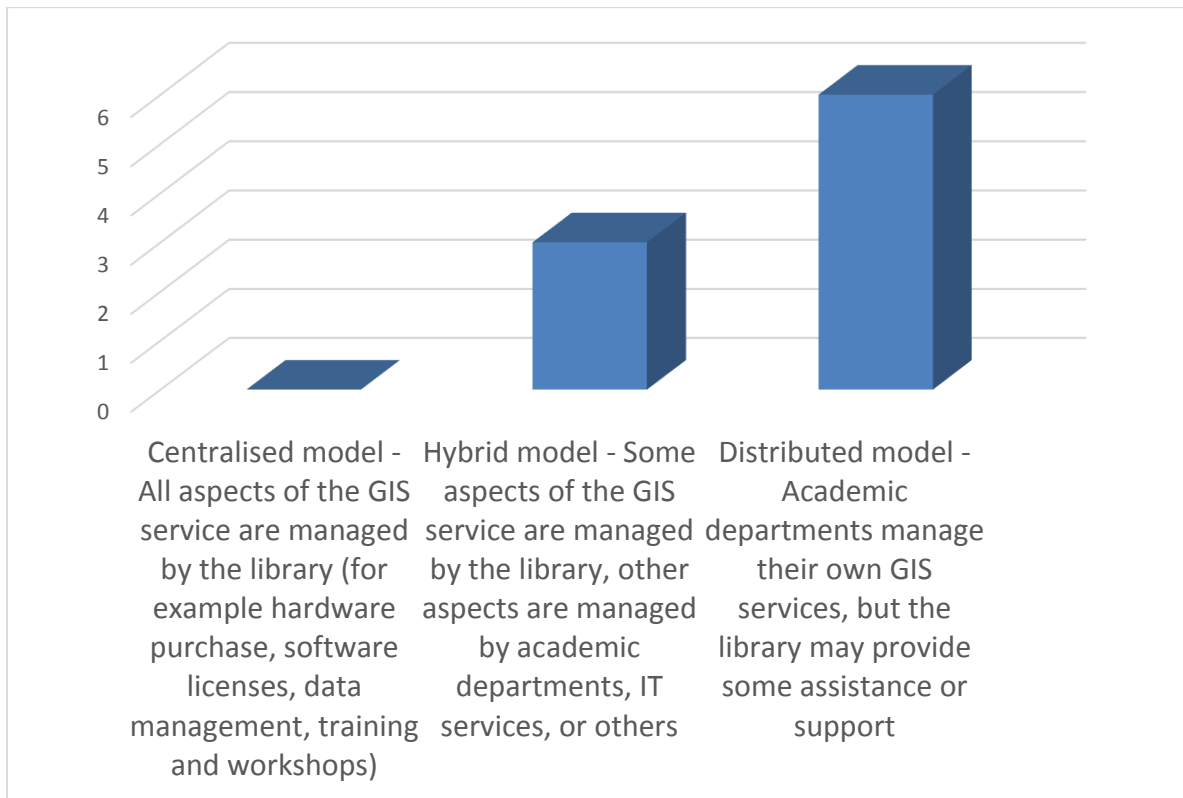 6
5
4
3
2
1
0
Centralised model -
All aspects of the GIS
service are managed
by the library (for
example hardware
purchase, software
licenses, data
management, training
and workshops)
Hybrid model - Some
aspects of the GIS
service are managed
by the library, other
aspects are managed
by academic
departments, IT
services, or others
Distributed model -
Academic
departments manage
their own GIS
services, but the
library may provide
some assistance or
support